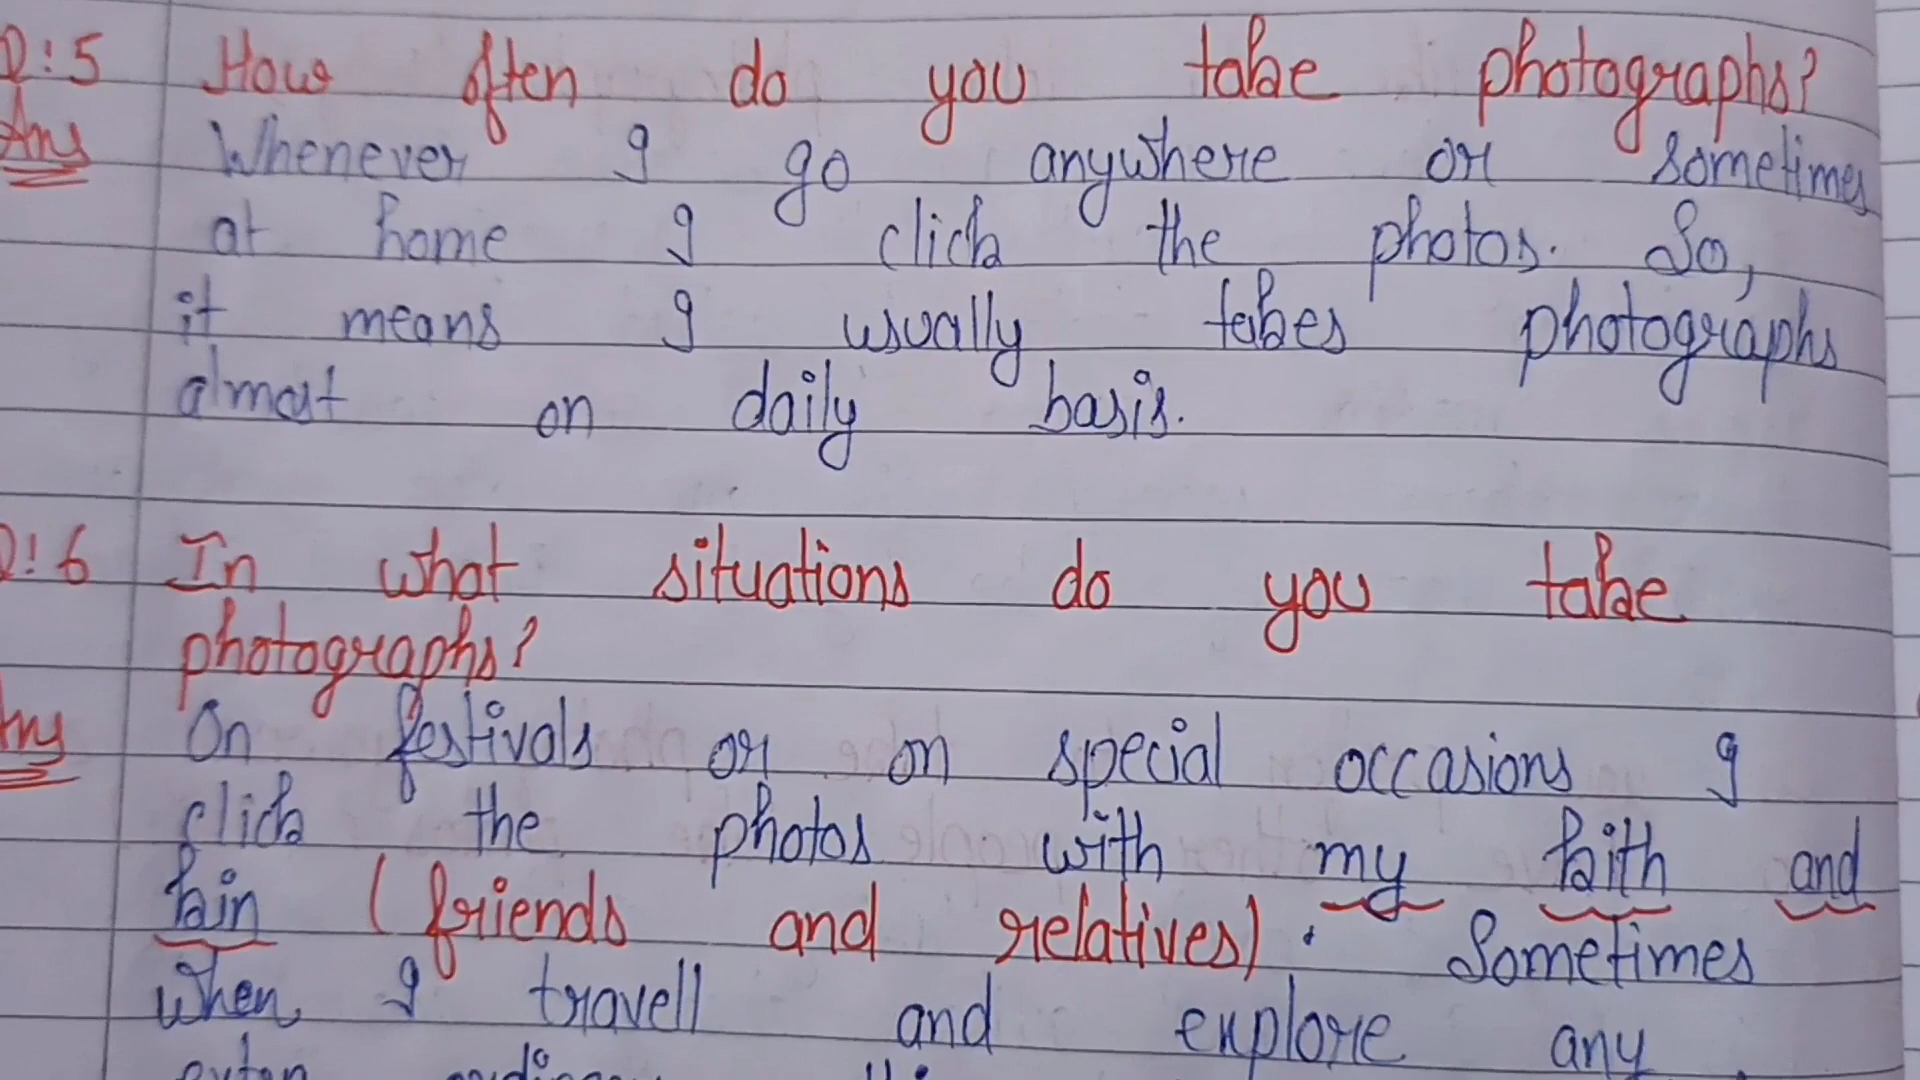 Q:5 How often do you take photographs?
Ans Whenever I go anywhere or sometimes
at home I click the photos. So,
it means I usually takes photographs
almost on daily basis.
Q:6 In what situations do you take
photographs?
Ans On festivals or on special occasions I
click the photos with my kith and
kin (friends and relatives). Sometimes
when I travell and explore any